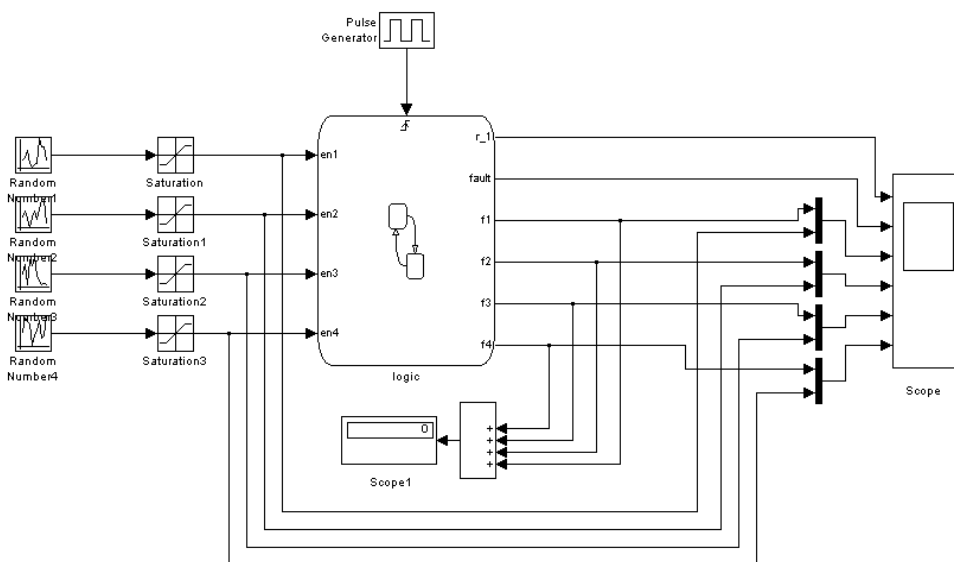 Pulse
Generator
r_1
en1
fault
Random
Number1
Saturation
en2
f1
Random
Number2
Saturation1
f2
en3
Random
Number3
Saturation2
f3
en4
f4
Random
Number4
Saturation3
logic
Scope
0
+
+
+
+
Scope1